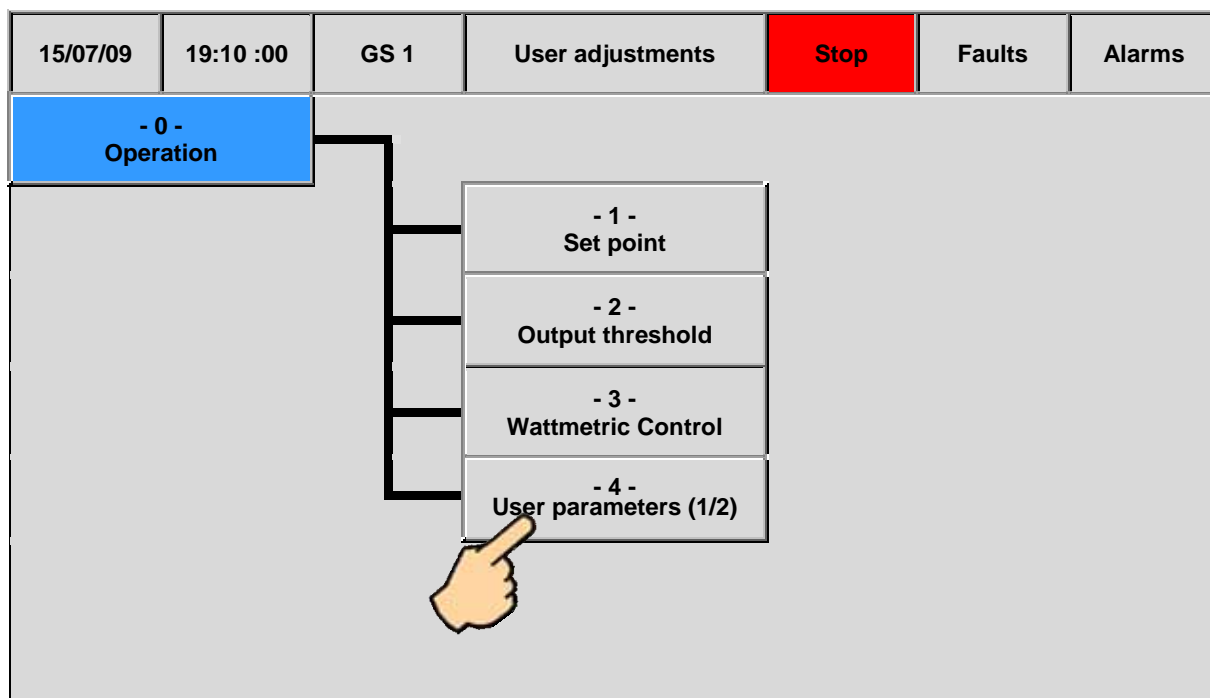 15/07/09 19:10 :00 GS 1 User adjustments Stop Faults Alarms
- 0 -
Operation
- 1 -
Set point
- 2 -
Output threshold
- 3 -
Wattmetric Control
- 4 -
User parameters (1/2)